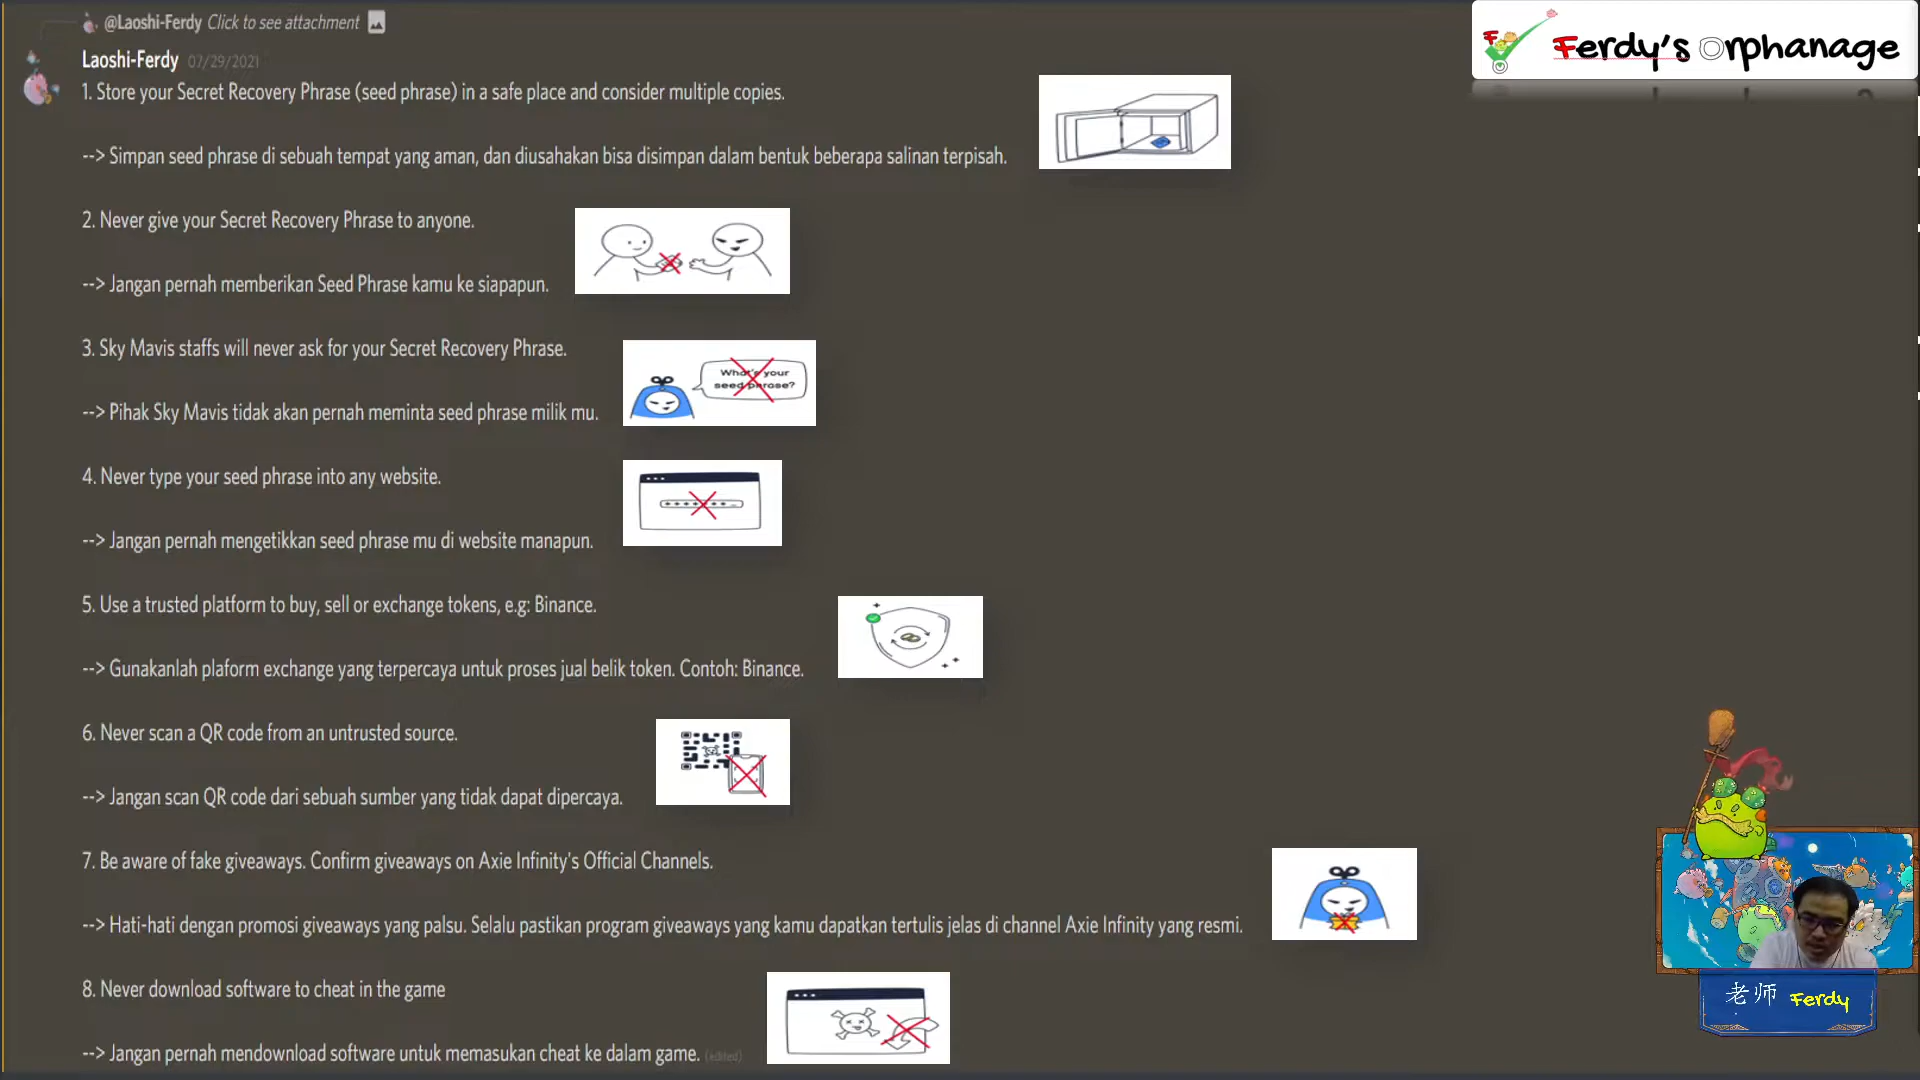 @Laoshi-Ferdy Click to see attachment
Laoshi-Ferdy 07/29/2021
1. Store your Secret Recovery Phrase (seed phrase) in a safe place and consider multiple copies.
--> Simpan seed phrase di sebuah tempat yang aman, dan diusahakan bisa disimpan dalam bentuk beberapa salinan terpisah.
2. Never give your Secret Recovery Phrase to anyone.
--> Jangan pernah memberikan Seed Phrase kamu ke siapapun.
3. Sky Mavis staffs will never ask for your Secret Recovery Phrase.
What's your
seed phrase?
--> Pihak Sky Mavis tidak akan pernah meminta seed phrase milik mu.
4. Never type your seed phrase into any website.
--> Jangan pernah mengetikkan seed phrase mu di website manapun.
5. Use a trusted platform to buy, sell or exchange tokens, e.g: Binance.
--> Gunakanlah plaform exchange yang terpercaya untuk proses jual belik token. Contoh: Binance.
6. Never scan a QR code from an untrusted source.
--> Jangan scan QR code dari sebuah sumber yang tidak dapat dipercaya.
7. Be aware of fake giveaways. Confirm giveaways on Axie Infinity's Official Channels.
--> Hati-hati dengan promosi giveaways yang palsu. Selalu pastikan program giveaways yang kamu dapatkan tertulis jelas di channel Axie Infinity yang resmi.
8. Never download software to cheat in the game
--> Jangan pernah mendownload software untuk memasukan cheat ke dalam game. (edited)
Ferdy's Orphanage
老师 Ferdy